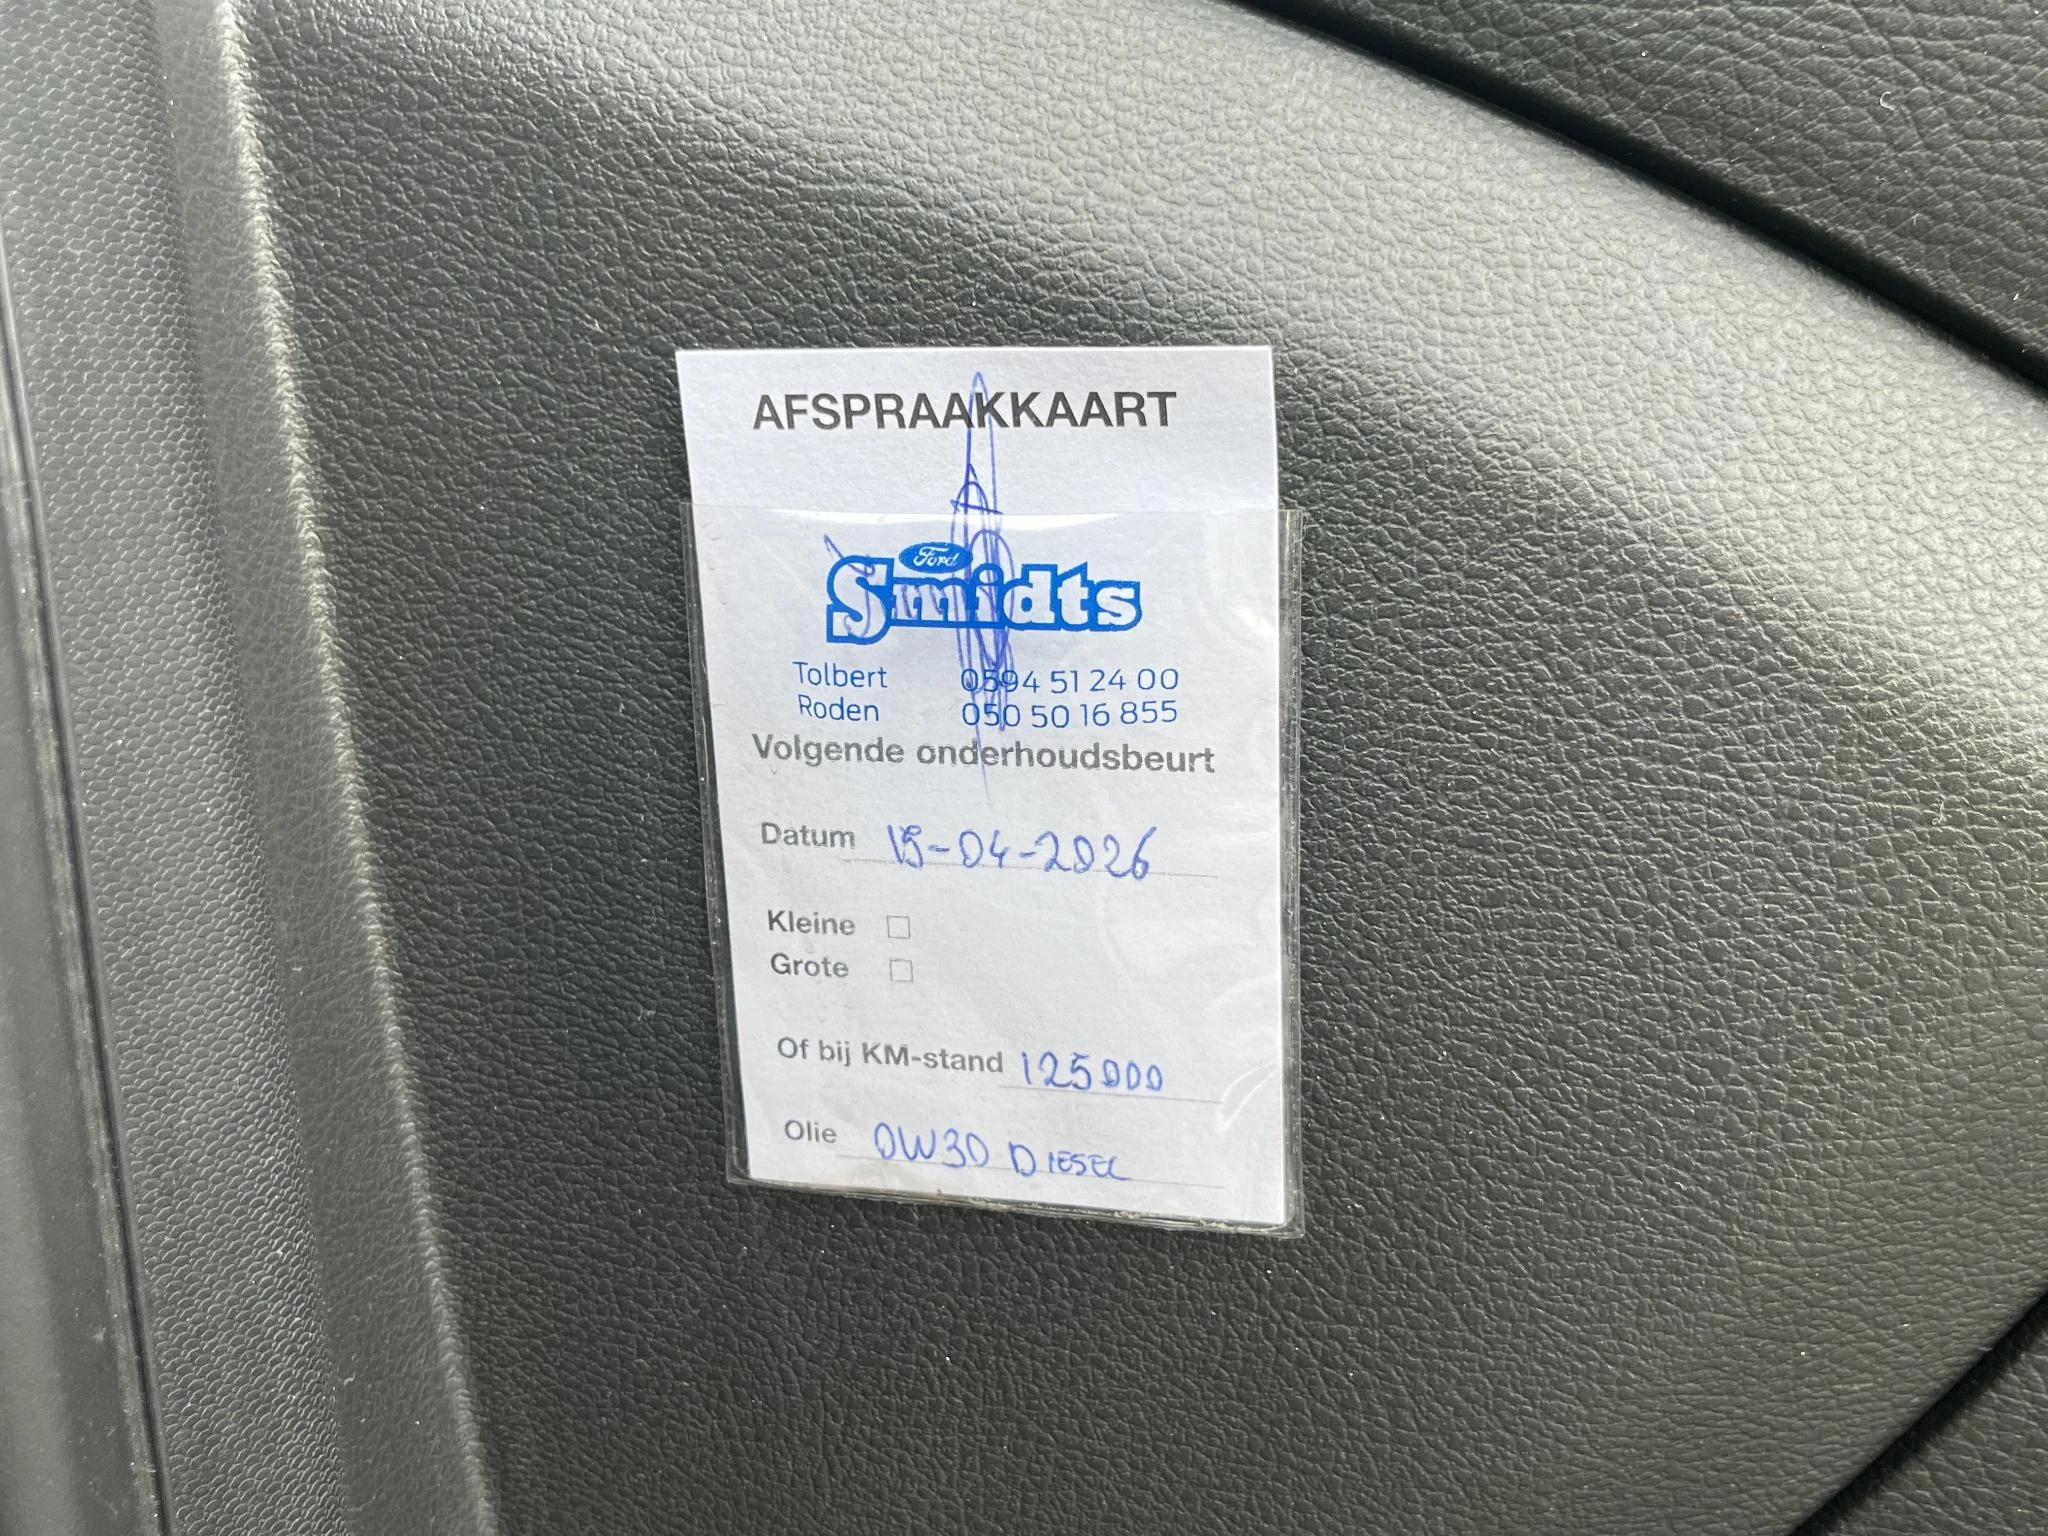 AFSPRAAKKAART
Ford
Smidts
Tolbert 0594 51 24 00
Roden 050 50 16 855
Volgende onderhoudsbeurt
Datum 15-04-2026
Kleine
Grote
Of bij KM-stand 125000
Olie 0W30 DIESEL